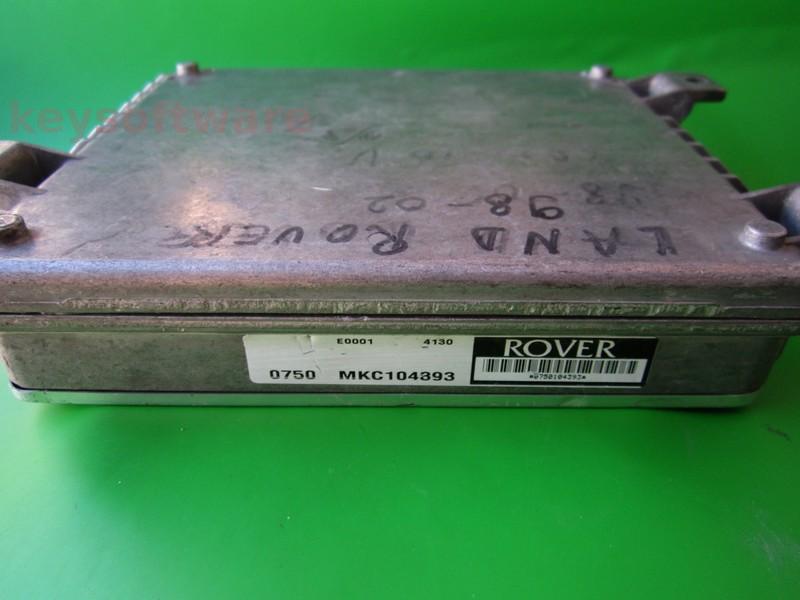 keysoftware
98-02
LAND ROVER
E0001 4130
0750 MKC104393
ROVER
*0750104393*